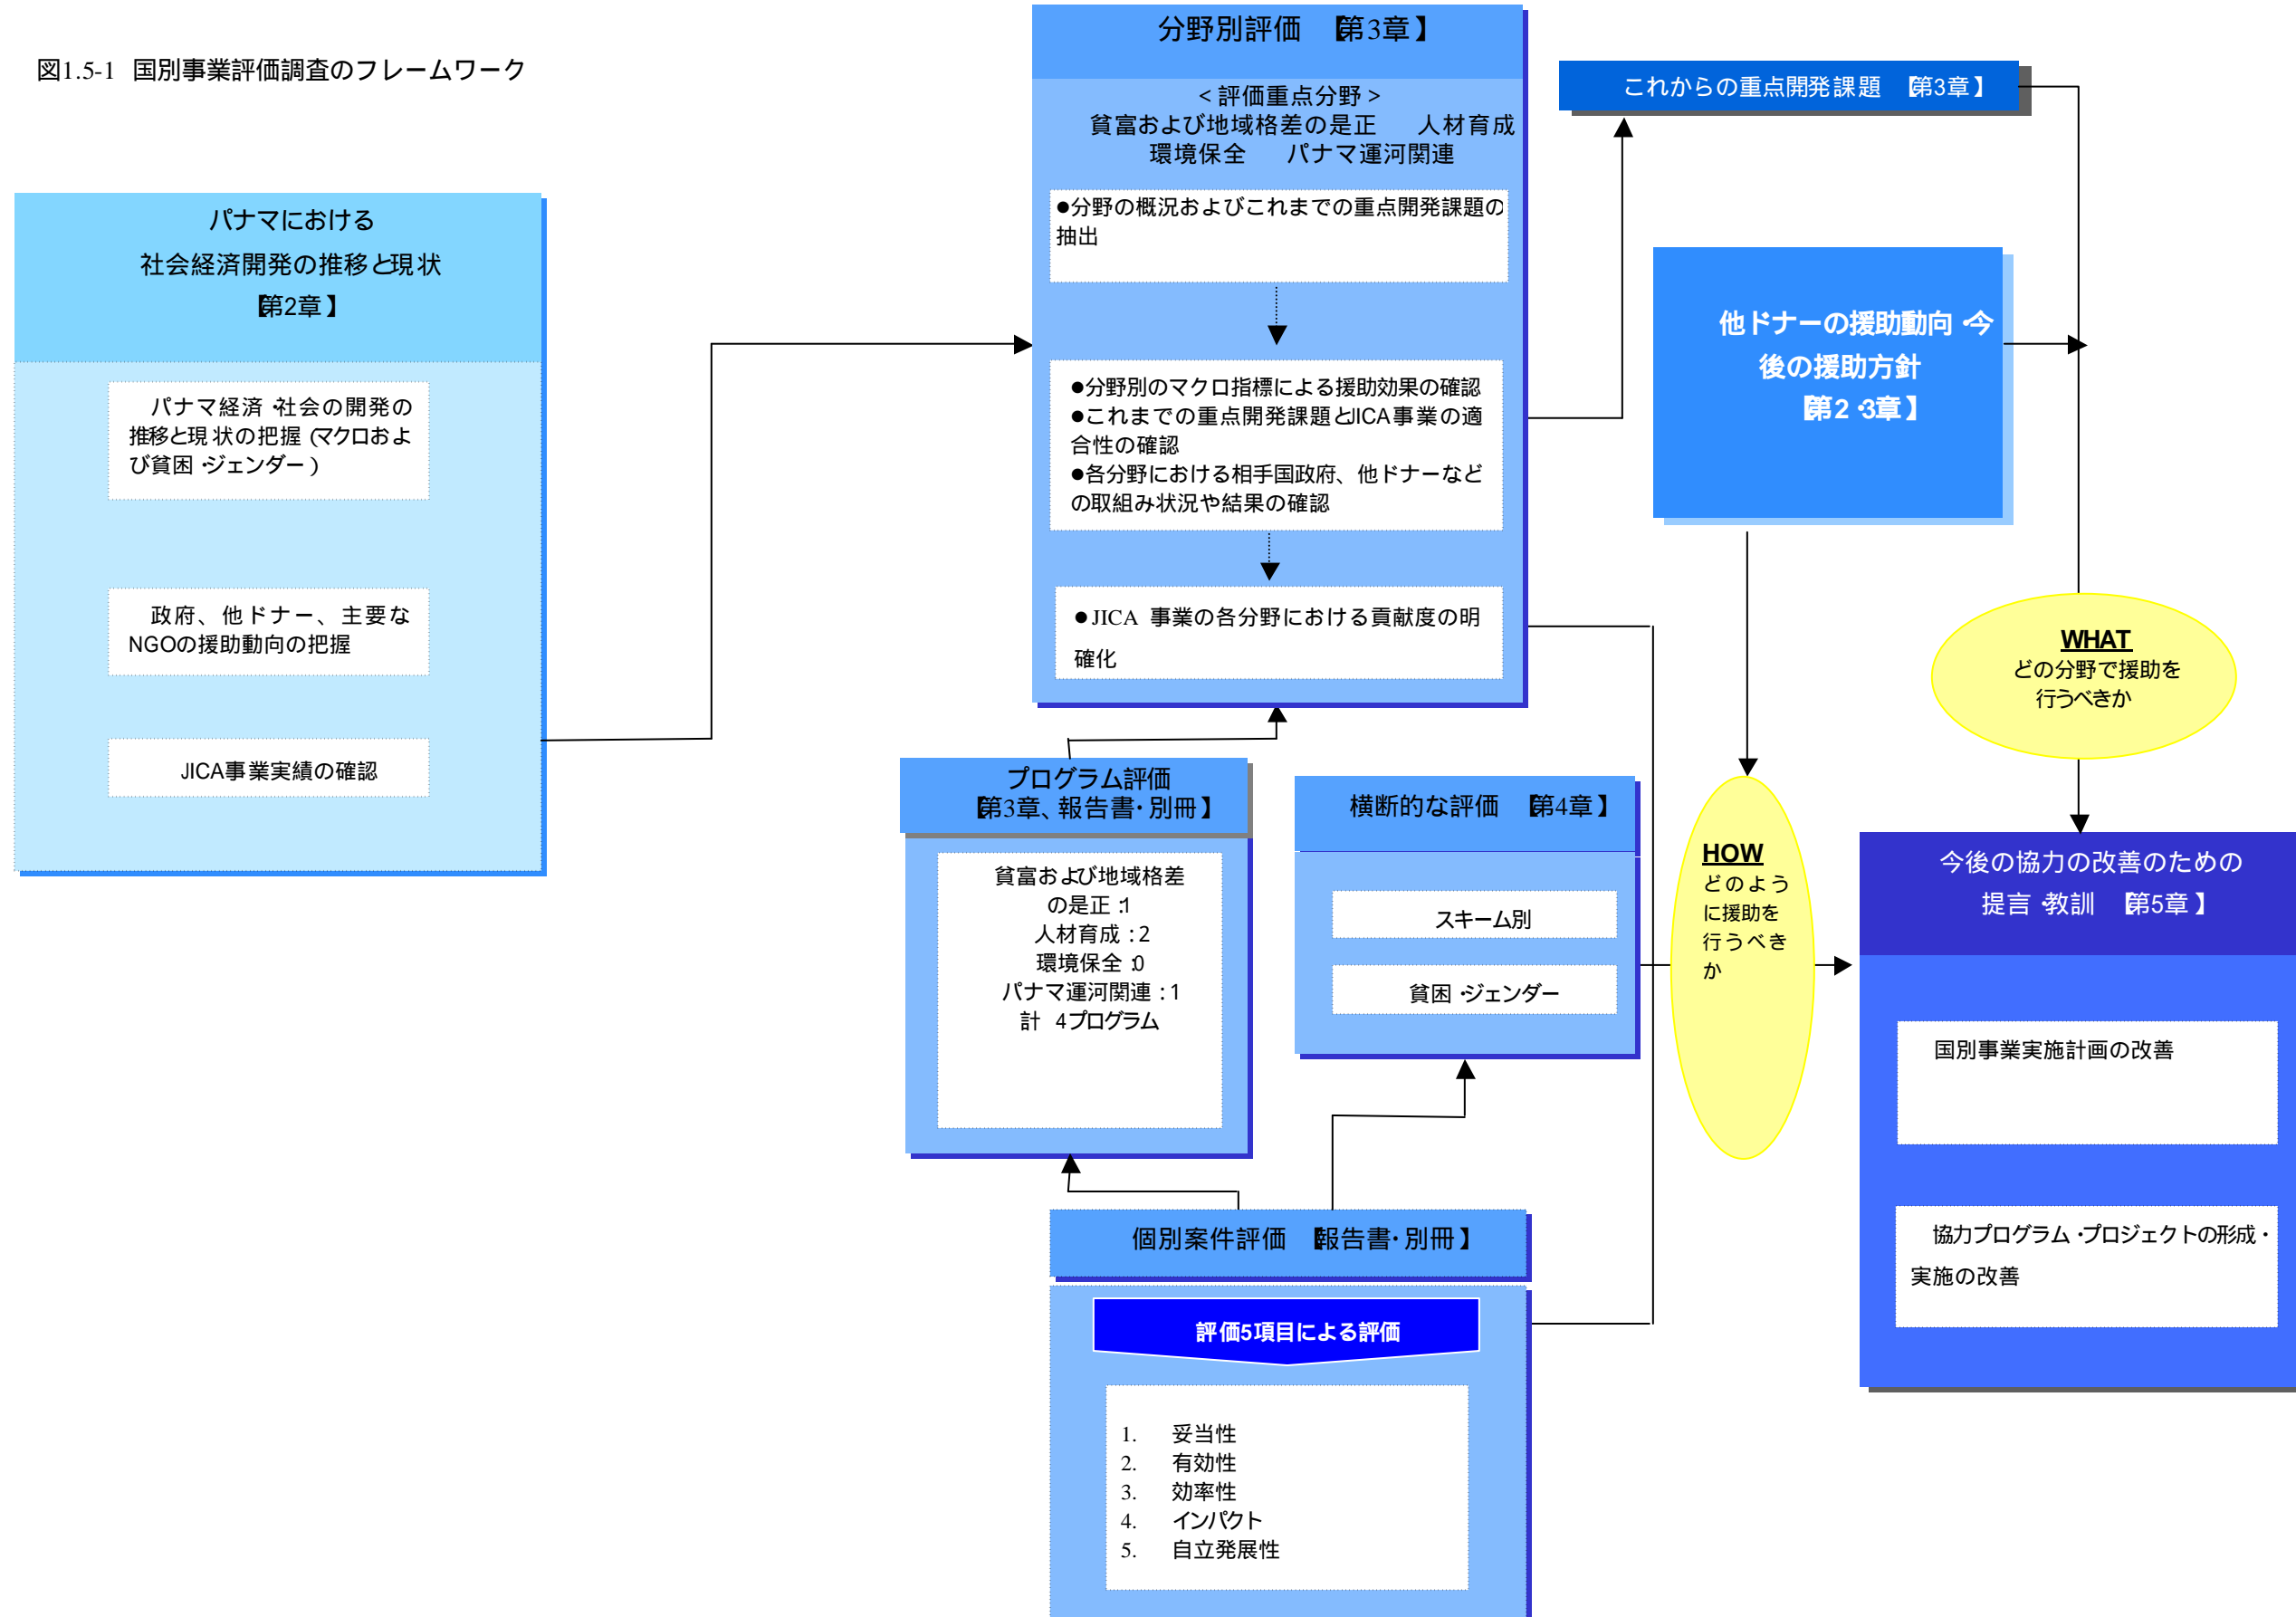 図1.5-1 国別事業評価調査のフレームワーク
パナマにおける
社会経済開発の推移と現状
【第2章】
パナマ経済・社会の開発の
推移と現状の把握(マクロおよ
び貧困・ジェンダー)
政府、他ドナー、主要な
NGOの援助動向の把握
JICA事業実績の確認
分野別評価 【第3章】
<評価重点分野>
貧富および地域格差の是正 人材育成
環境保全 パナマ運河関連
●分野の概況およびこれまでの重点開発課題の
抽出
●分野別のマクロ指標による援助効果の確認
●これまでの重点開発課題とJICA事業の適
合性の確認
●各分野における相手国政府、他ドナーなど
の取組み状況や結果の確認
●JICA 事業の各分野における貢献度の明
確化
プログラム評価
【第3章、報告書・別冊】
貧富および地域格差
の是正:1
人材育成:2
環境保全:0
パナマ運河関連:1
計 4プログラム
横断的な評価 【第4章】
スキーム別
貧困・ジェンダー
個別案件評価 【報告書・別冊】
評価5項目による評価
1. 妥当性
2. 有効性
3. 効率性
4. インパクト
5. 自立発展性
これからの重点開発課題 【第3章】
他ドナーの援助動向・今
後の援助方針
【第2・3章】
WHAT
どの分野で援助を
行うべきか
HOW
どのよう
に援助を
行うべき
か
今後の協力の改善のための
提言・教訓 【第5章】
国別事業実施計画の改善
協力プログラム・プロジェクトの形成・
実施の改善